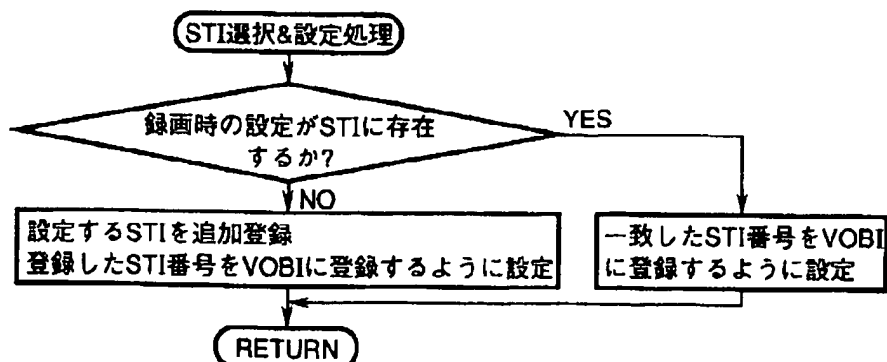 STI選択&設定処理
録画時の設定がSTIに存在
するか?
YES
NO
設定するSTIを追加登録
登録したSTI番号をVOBIに登録するように設定
一致したSTI番号をVOBI
に登録するように設定
RETURN